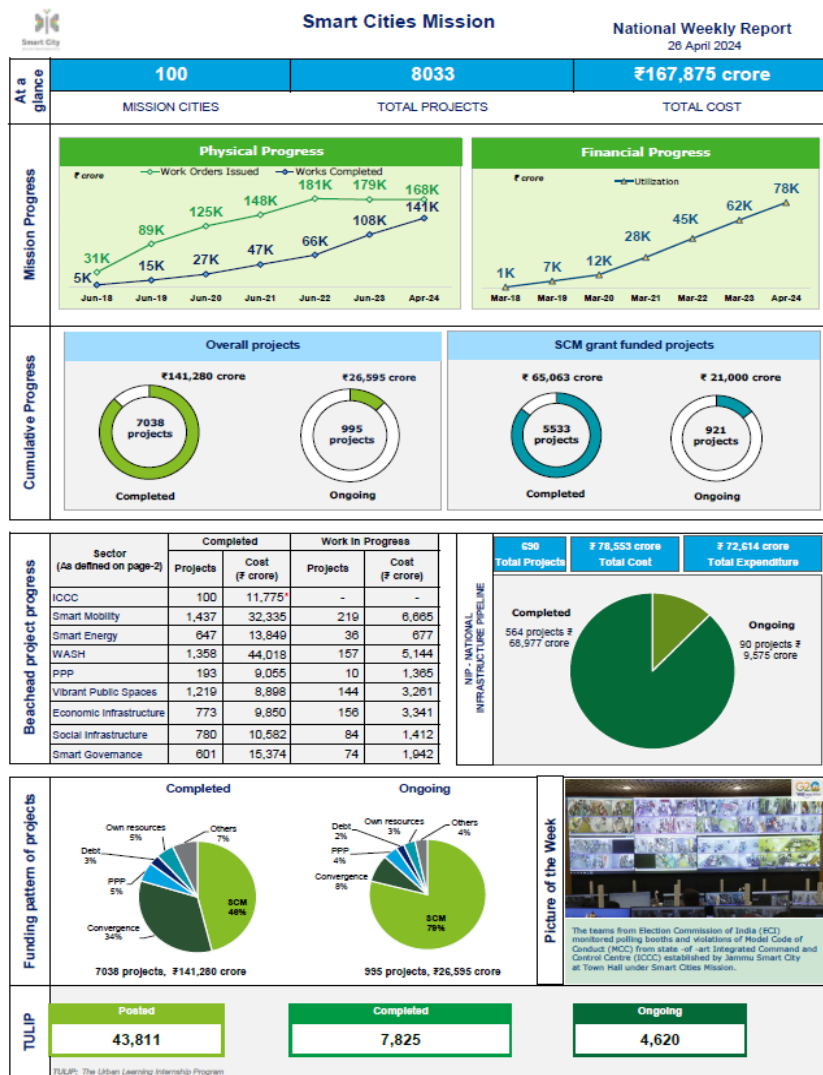 Smart City
Smart Cities Mission
National Weekly Report
26 April 2024
At a glance
100
8033
₹167,875 crore
MISSION CITIES
TOTAL PROJECTS
TOTAL COST
Mission Progress
Physical Progress
₹ crore
Work Orders Issued
Works Completed
31K
89K
125K
148K
181K
179K
168K
5K
15K
27K
47K
66K
108K
141K
Jun-18
Jun-19
Jun-20
Jun-21
Jun-22
Jun-23
Apr-24
Financial Progress
₹ crore
Utilization
1K
7K
12K
28K
45K
62K
78K
Mar-18
Mar-19
Mar-20
Mar-21
Mar-22
Mar-23
Apr-24
Cumulative Progress
Overall projects
₹141,280 crore
₹26,595 crore
7038 projects
995 projects
Completed
Ongoing
SCM grant funded projects
₹ 65,063 crore
₹ 21,000 crore
5533 projects
921 projects
Completed
Ongoing
Beachead project progress
Sector (As defined on page-2)
Completed
Work In Progress
Projects
Cost (₹ crore)
Projects
Cost (₹ crore)
ICCC 100 11,775* - -
Smart Mobility 1,437 32,335 219 6,665
Smart Energy 647 13,849 36 677
WASH 1,358 44,018 157 5,144
PPP 193 9,055 10 1,365
Vibrant Public Spaces 1,219 8,898 144 3,261
Economic Infrastructure 773 9,850 156 3,341
Social Infrastructure 780 10,582 84 1,412
Smart Governance 601 15,374 74 1,942
NIP - NATIONAL INFRASTRUCTURE PIPELINE
690
Total Projects
₹ 78,553 crore
Total Cost
₹ 72,614 crore
Total Expenditure
Completed
564 projects ₹
68,977 crore
Ongoing
90 projects ₹
9,575 crore
Funding pattern of projects
Completed
Own resources
5%
Others
7%
Debt
3%
PPP
5%
Convergence
34%
SCM
46%
7038 projects, ₹141,280 crore
Ongoing
Own resources
3%
Others
4%
Debt
2%
PPP
4%
Convergence
8%
SCM
79%
995 projects, ₹26,595 crore
Picture of the Week
G20
The teams from Election Commission of India (ECI)
monitored polling booths and violations of Model Code of
Conduct (MCC) from state -of -art Integrated Command and
Control Centre (ICCC) established by Jammu Smart City
at Town Hall under Smart Cities Mission.
TULIP
Posted
43,811
Completed
7,825
Ongoing
4,620
TULIP: The Urban Learning Internship Program